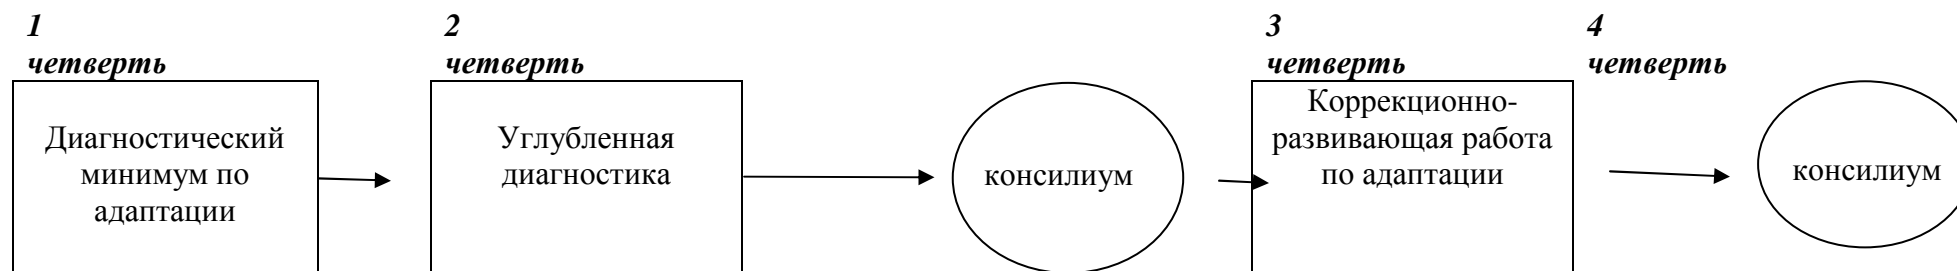 1
четверть
2
четверть
3
четверть
4
четверть
Диагностический
минимум по
адаптации
Углубленная
диагностика
консилиум
Коррекционно-
развивающая работа
по адаптации
консилиум